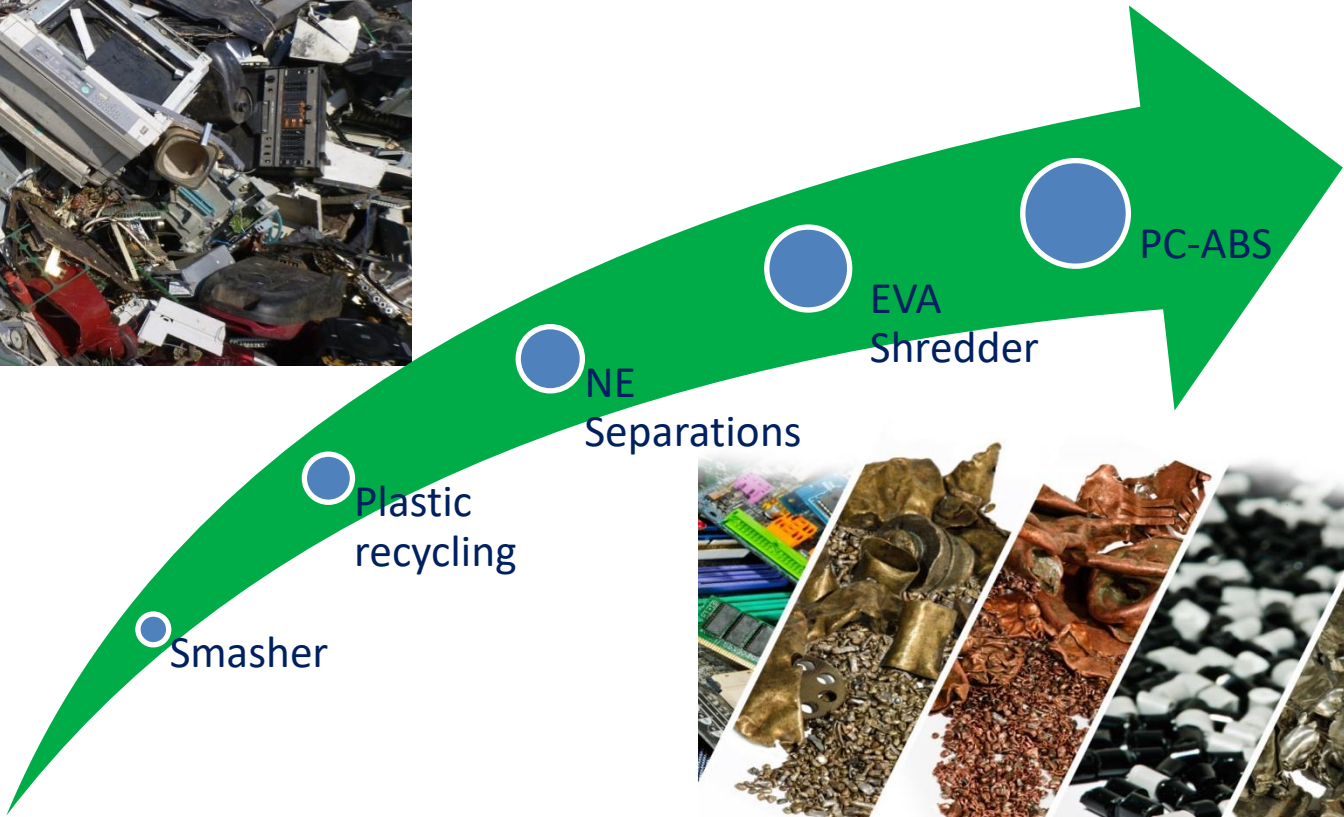 Smasher
Plastic
recycling
NE
Separations
EVA
Shredder
PC-ABS